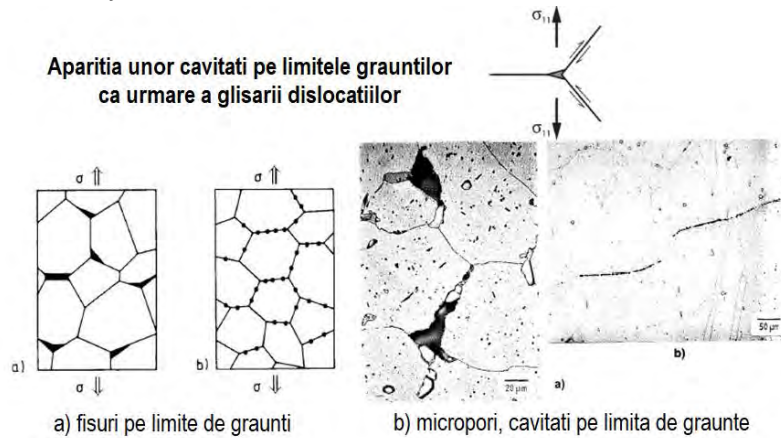 σ₁₁
Aparitia unor cavitati pe limitele grauntilor
ca urmare a glisarii dislocatiilor
σ₁₁
σ
σ
a)
b)
σ
σ
20 μm
a)
50 μm
b)
a) fisuri pe limite de graunti
b) micropori, cavitati pe limita de graunte